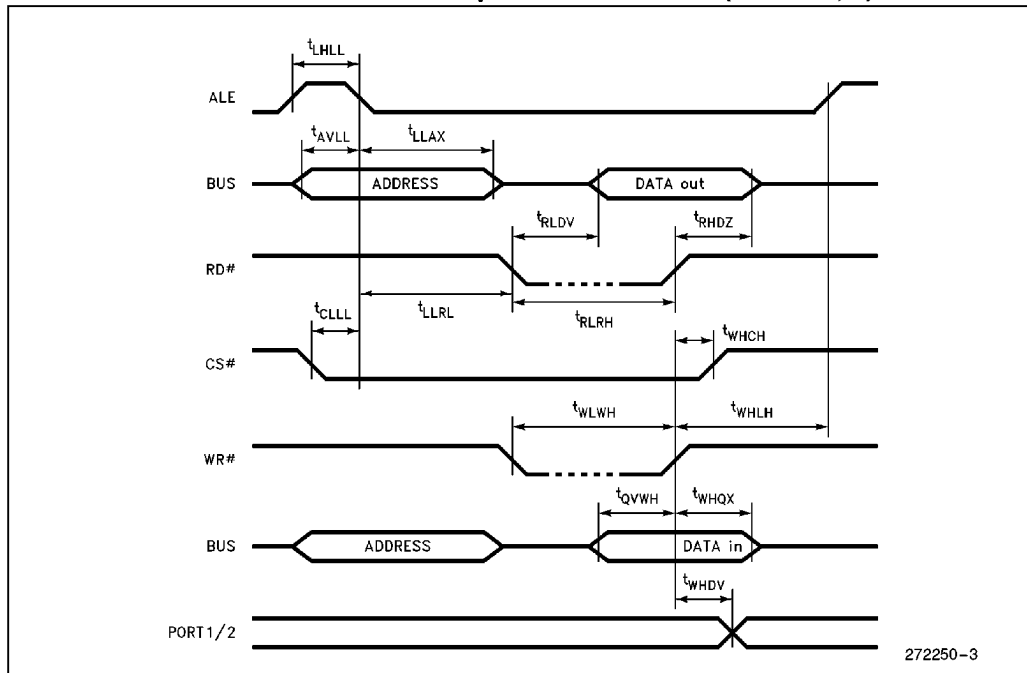 tLHLL
ALE
tAVLL tLLAX
BUS ADDRESS DATA out
tRLDV tRHDZ
RD#
tCLLL tLLRL tRLRH
tWHCH
CS#
tWLWH tWHLH
WR#
tQVWH tWHQX
BUS ADDRESS DATA in
tWHDV
PORT1/2
272250-3